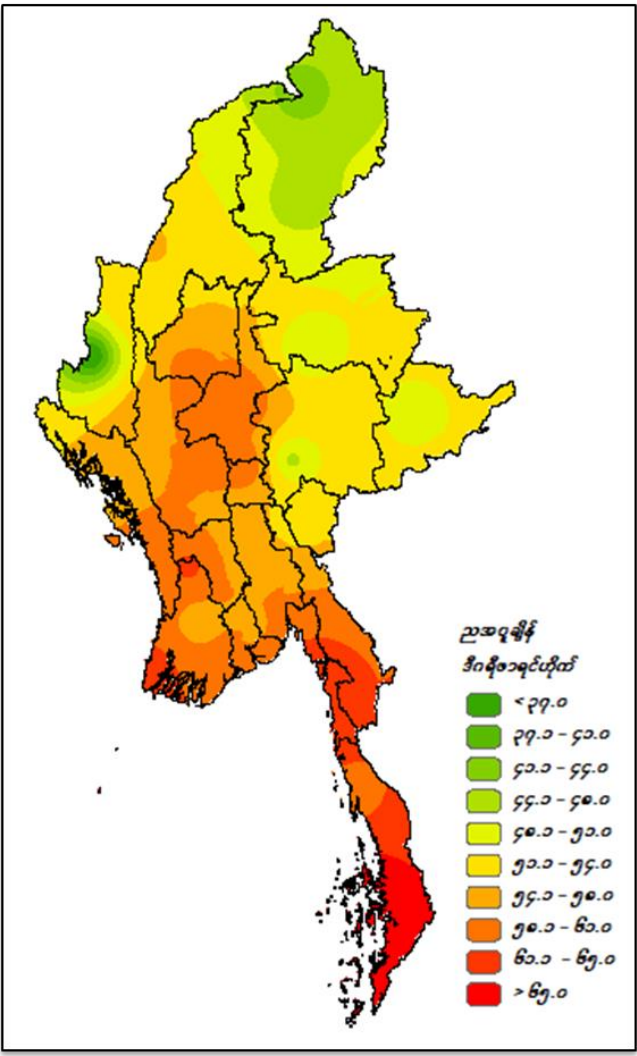 ညအပူချိန်
ဒီဂရီဖာရင်ဟိုက်
<၃၇.၀
၃၇.၁ - ၄၁.၀
၄၁.၁ - ၄၄.၀
၄၄.၁ - ၄၈.၀
၄၈.၁ - ၅၁.၀
၅၁.၁ - ၅၄.၀
၅၄.၁ - ၅၈.၀
၅၈.၁ - ၆၁.၀
၆၁.၁ - ၆၅.၀
>၆၅.၀